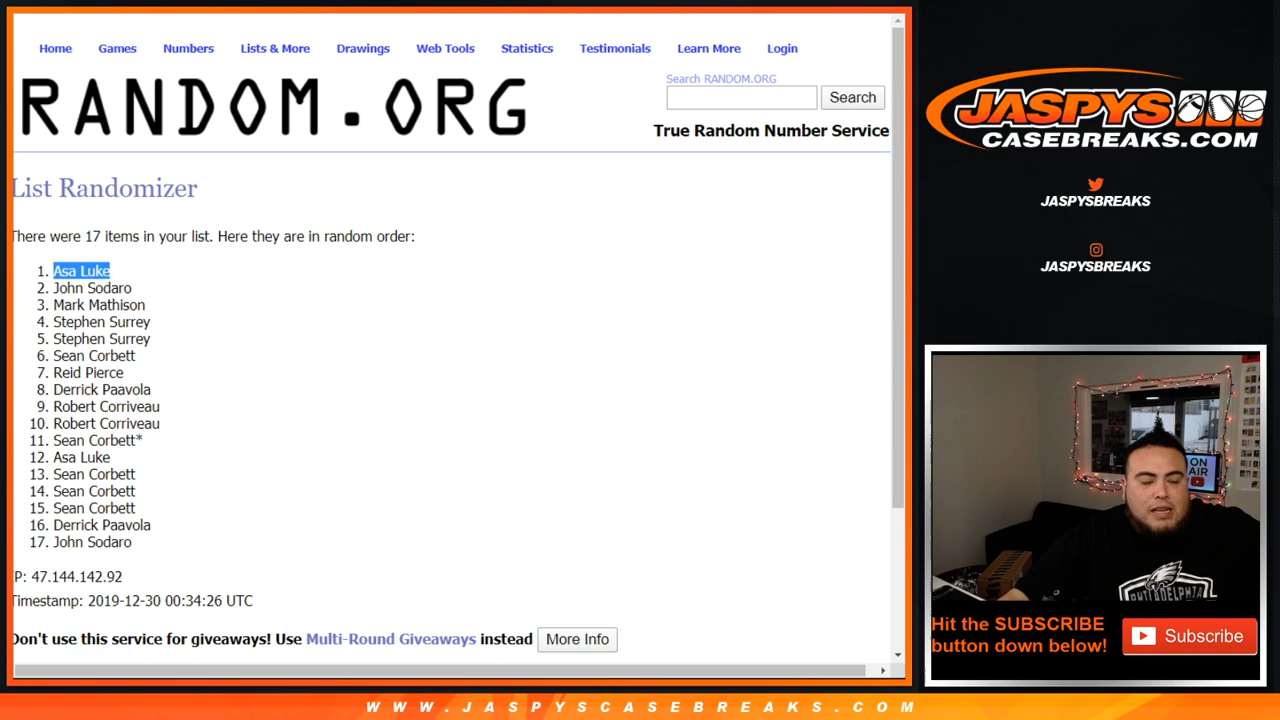 Home Games Numbers Lists & More Drawings Web Tools Statistics Testimonials Learn More Login
RANDOM.ORG
Search RANDOM.ORG
Search
True Random Number Service
List Randomizer
There were 17 items in your list. Here they are in random order:
1. Asa Luke
2. John Sodaro
3. Mark Mathison
4. Stephen Surrey
5. Stephen Surrey
6. Sean Corbett
7. Reid Pierce
8. Derrick Paavola
9. Robert Corriveau
10. Robert Corriveau
11. Sean Corbett*
12. Asa Luke
13. Sean Corbett
14. Sean Corbett
15. Sean Corbett
16. Derrick Paavola
17. John Sodaro
IP: 47.144.142.92
Timestamp: 2019-12-30 00:34:26 UTC
Don't use this service for giveaways! Use Multi-Round Giveaways instead More Info
JASPYS
CASEBREAKS.COM
JASPYSBREAKS
JASPYSBREAKS
ON
AIR
PHILADELPHIA
Hit the SUBSCRIBE
button down below!
Subscribe
WWW.JASPYSCASEBREAKS.COM